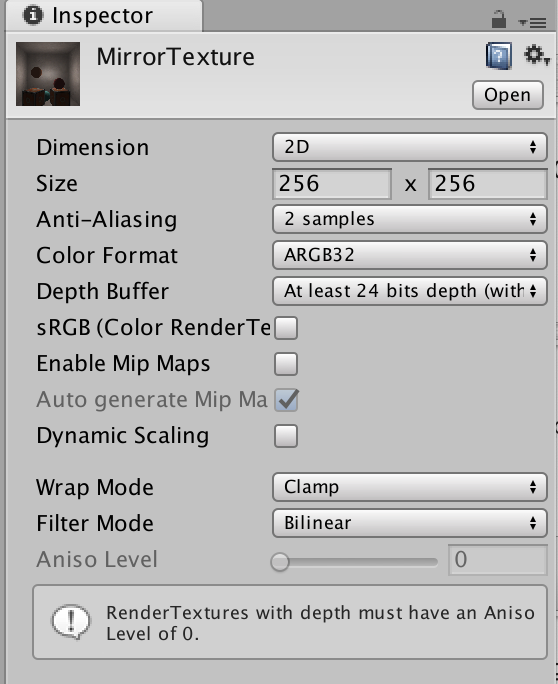 Inspector
MirrorTexture
Open
Dimension 2D
Size 256 x 256
Anti-Aliasing 2 samples
Color Format ARGB32
Depth Buffer At least 24 bits depth (with
sRGB (Color RenderTe
Enable Mip Maps
Auto generate Mip Ma
Dynamic Scaling
Wrap Mode Clamp
Filter Mode Bilinear
Aniso Level 0
RenderTextures with depth must have an Aniso
Level of 0.